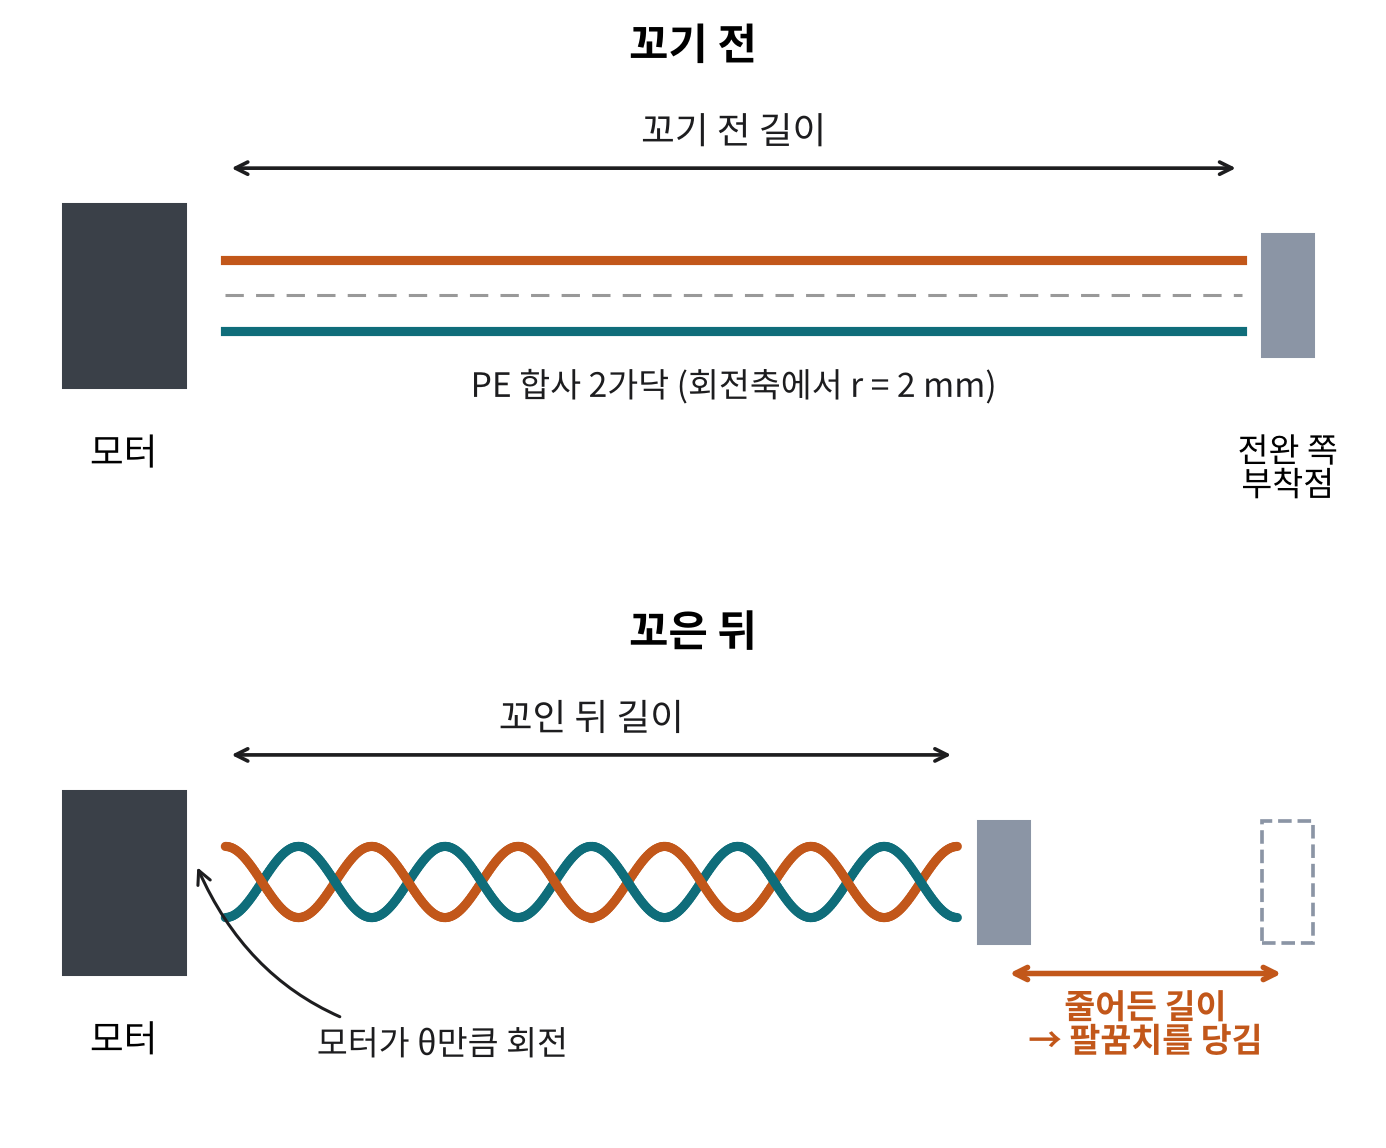 꼬기 전
꼬기 전 길이
PE 합사 2가닥 (회전축에서 r = 2 mm)
모터
전완 쪽
부착점
꼬은 뒤
꼬인 뒤 길이
모터
모터가 θ만큼 회전
줄어든 길이
→ 팔꿈치를 당김